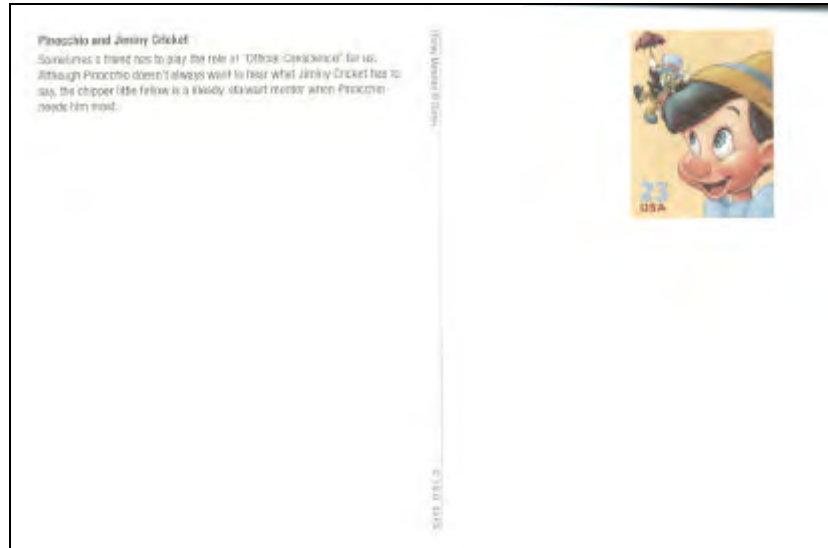 Pinocchio and Jiminy Cricket
Sometimes a friend has to play the role of "Official Conscience" for us.
Although Pinocchio doesn't always want to hear what Jiminy Cricket has to
say, the chipper little fellow is a steady, stalwart mentor when Pinocchio
needs him most.
23
USA